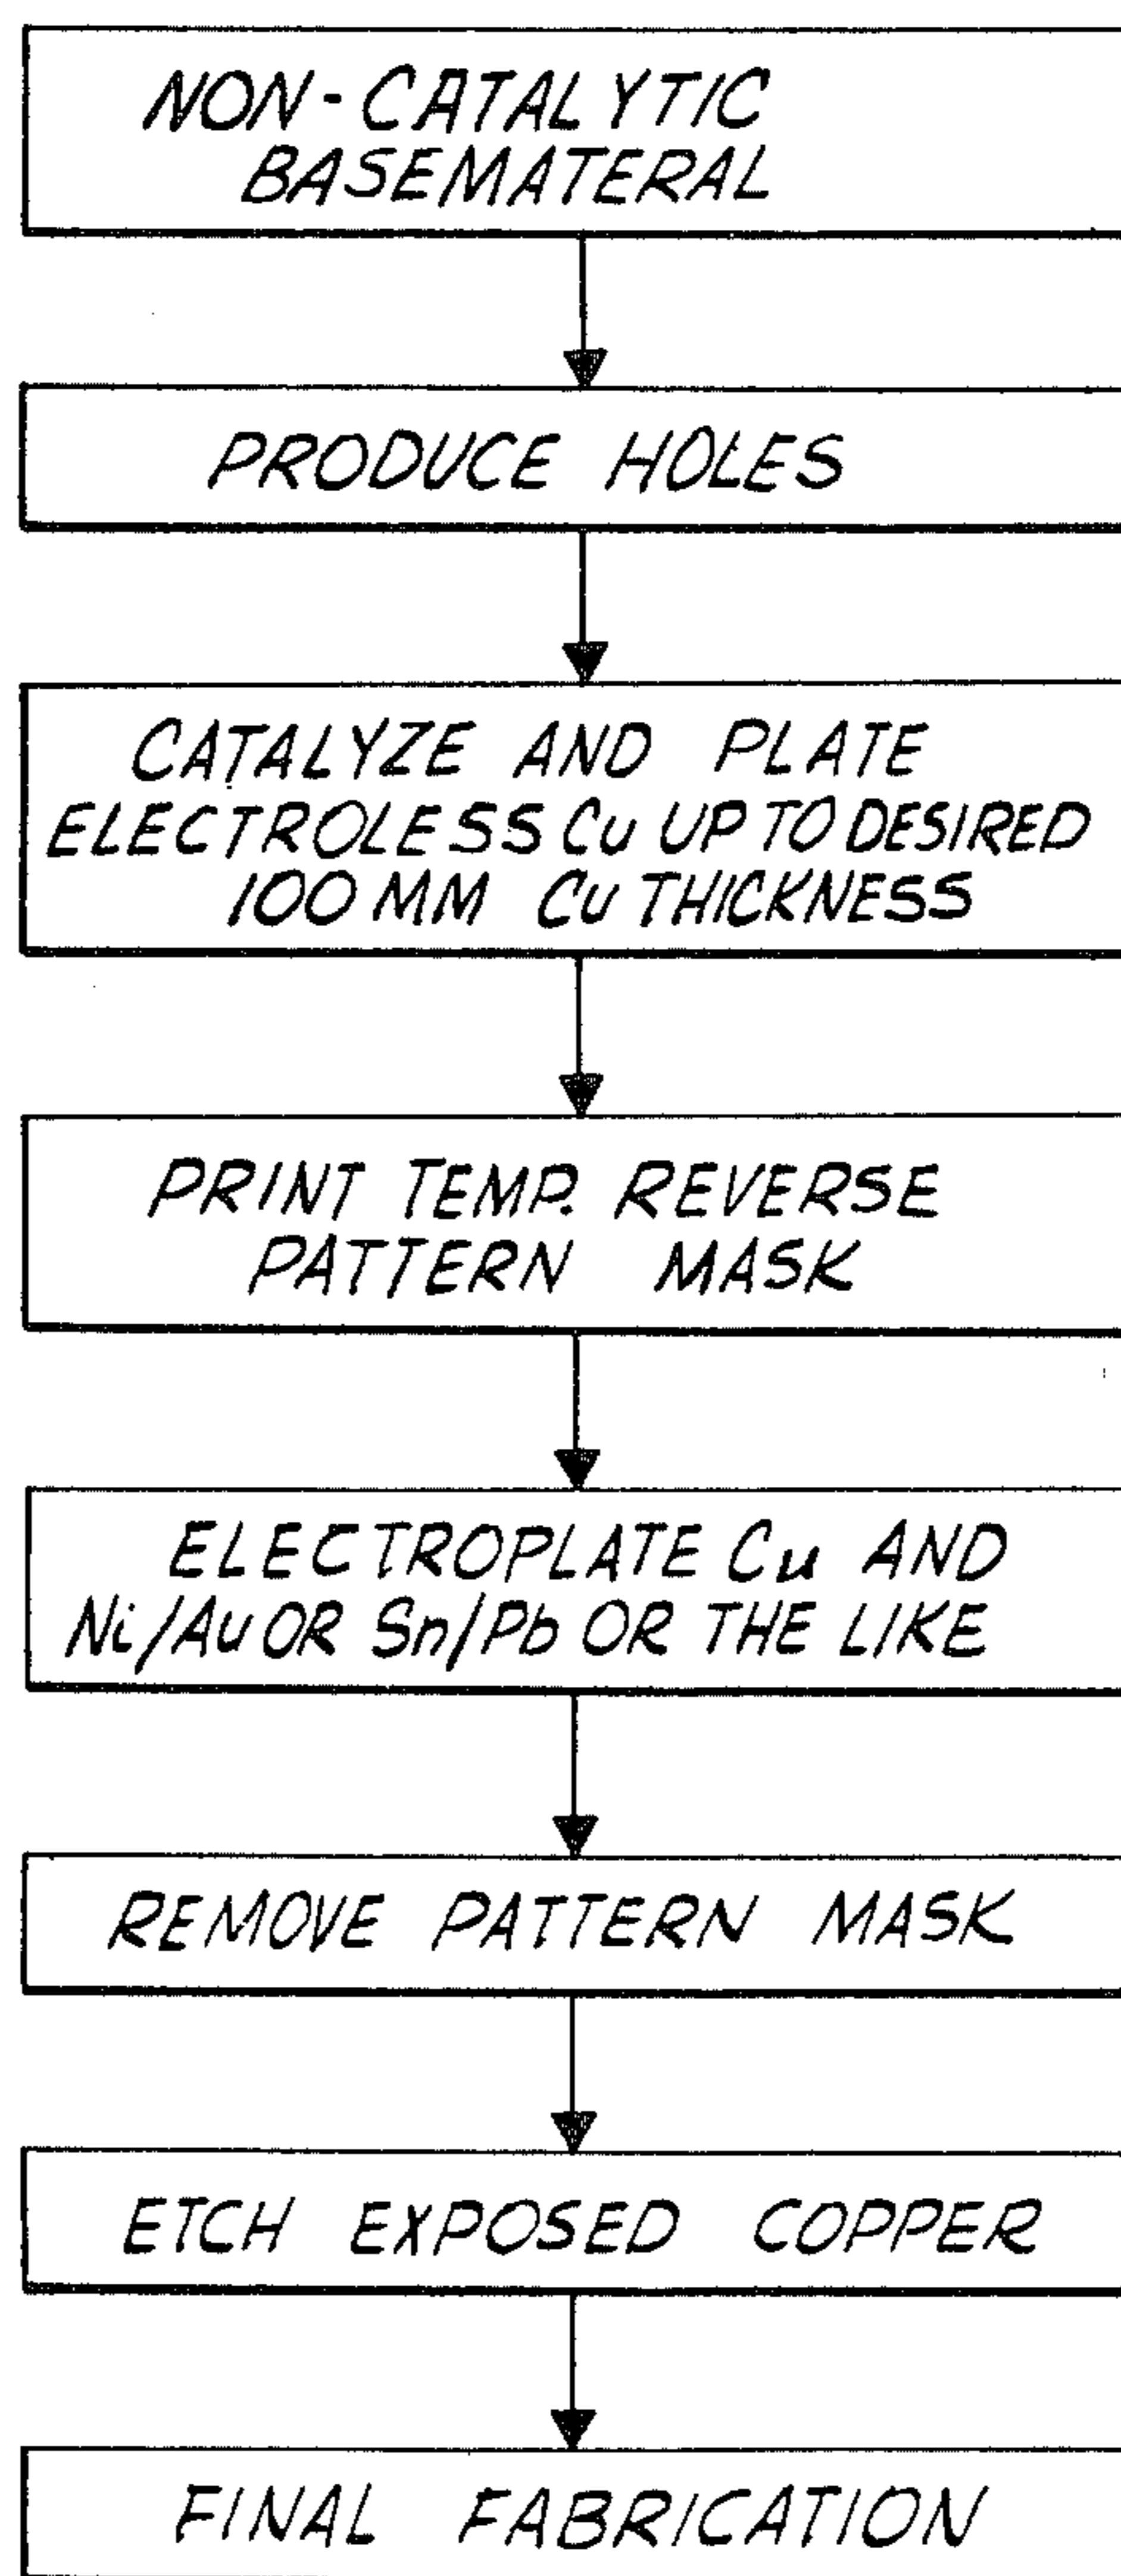 NON-CATALYTIC
BASEMATERAL
PRODUCE HOLES
CATALYZE AND PLATE
ELECTROLESS Cu UP TO DESIRED
100 MM Cu THICKNESS
PRINT TEMP. REVERSE
PATTERN MASK
ELECTROPLATE Cu AND
Ni/Au OR Sn/Pb OR THE LIKE
REMOVE PATTERN MASK
ETCH EXPOSED COPPER
FINAL FABRICATION